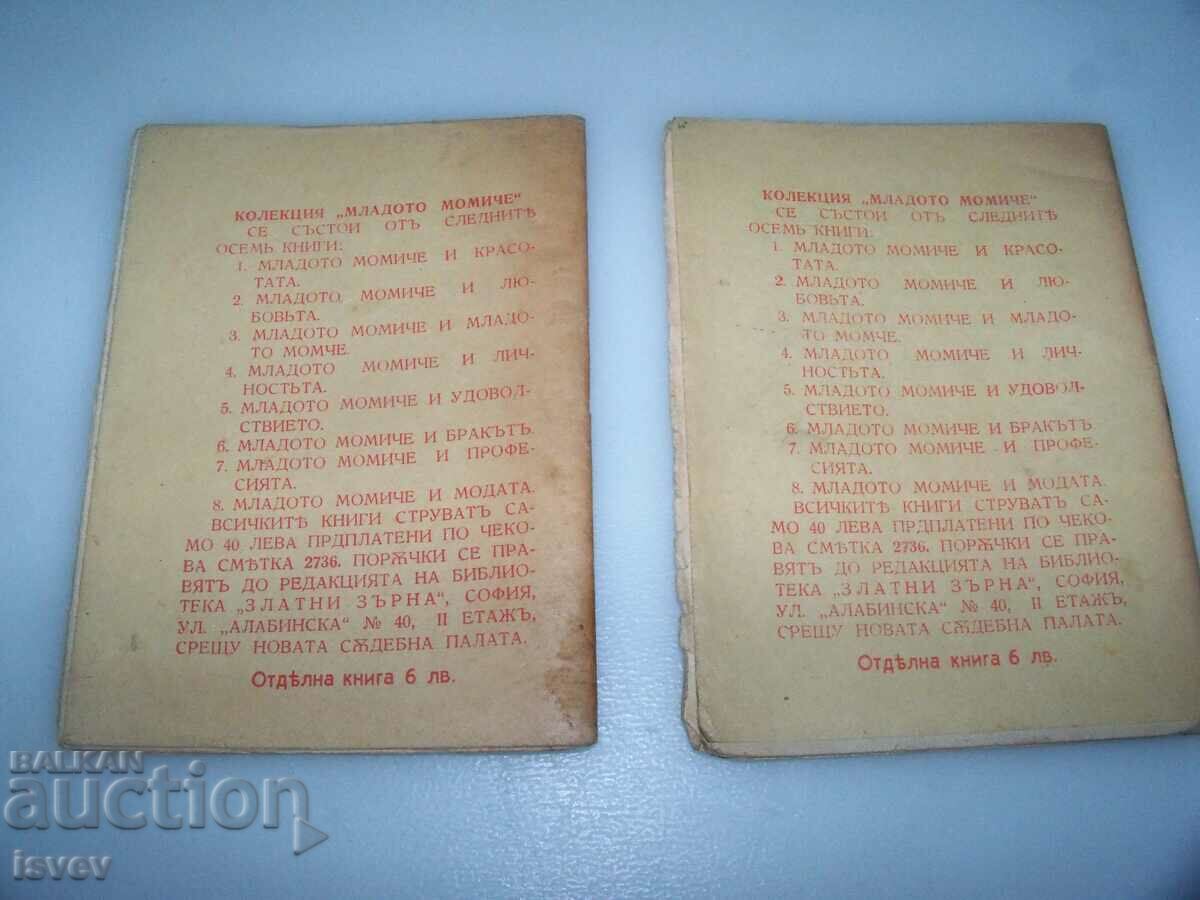 КОЛЕКЦИЯ „МЛАДОТО МОМИЧЕ“
СЕ СЪСТОИ ОТЪ СЛЕДНИТѢ
ОСЕМЬ КНИГИ:
1. МЛАДОТО МОМИЧЕ И КРАСО-
ТАТА.
2. МЛАДОТО МОМИЧЕ И ЛЮ-
БОВЬТА.
3. МЛАДОТО МОМИЧЕ И МЛАДО-
ТО МОМЧЕ.
4. МЛАДОТО МОМИЧЕ И ЛИЧ-
НОСТЬТА.
5. МЛАДОТО МОМИЧЕ И УДОВОЛ-
СТВИЕТО.
6. МЛАДОТО МОМИЧЕ И БРАКЪТЪ.
7. МЛАДОТО МОМИЧЕ И ПРОФЕ-
СИЯТА.
8. МЛАДОТО МОМИЧЕ И МОДАТА.
ВСИЧКИТѢ КНИГИ СТРУВАТЪ СА-
МО 40 ЛЕВА ПРДПЛАТЕНИ ПО ЧЕКО-
ВА СМѢТКА 2736. ПОРѪЧКИ СЕ ПРА-
ВЯТЪ ДО РЕДАКЦИЯТА НА БИБЛИО-
ТЕКА „ЗЛАТНИ ЗЪРНА“, СОФИЯ,
УЛ. „АЛАБИНСКА“ № 40, II ЕТАЖЪ,
СРЕЩУ НОВАТА СѪДЕБНА ПАЛАТА.
Отдѣлна книга 6 лв.
КОЛЕКЦИЯ „МЛАДОТО МОМИЧЕ“
СЕ СЪСТОИ ОТЪ СЛЕДНИТѢ
ОСЕМЬ КНИГИ:
1. МЛАДОТО МОМИЧЕ И КРАСО-
ТАТА.
2. МЛАДОТО МОМИЧЕ И ЛЮ-
БОВЬТА.
3. МЛАДОТО МОМИЧЕ И МЛАДО-
ТО МОМЧЕ.
4. МЛАДОТО МОМИЧЕ И ЛИЧ-
НОСТЬТА.
5. МЛАДОТО МОМИЧЕ И УДОВОЛ-
СТВИЕТО.
6. МЛАДОТО МОМИЧЕ И БРАКЪТЪ.
7. МЛАДОТО МОМИЧЕ И ПРОФЕ-
СИЯТА.
8. МЛАДОТО МОМИЧЕ И МОДАТА.
ВСИЧКИТѢ КНИГИ СТРУВАТЪ СА-
МО 40 ЛЕВА ПРДПЛАТЕНИ ПО ЧЕКО-
ВА СМѢТКА 2736. ПОРѪЧКИ СЕ ПРА-
ВЯТЪ ДО РЕДАКЦИЯТА НА БИБЛИО-
ТЕКА „ЗЛАТНИ ЗЪРНА“, СОФИЯ,
УЛ. „АЛАБИНСКА“ № 40, II ЕТАЖЪ,
СРЕЩУ НОВАТА СѪДЕБНА ПАЛАТА.
Отдѣлна книга 6 лв.
BALKAN
auction
isvev